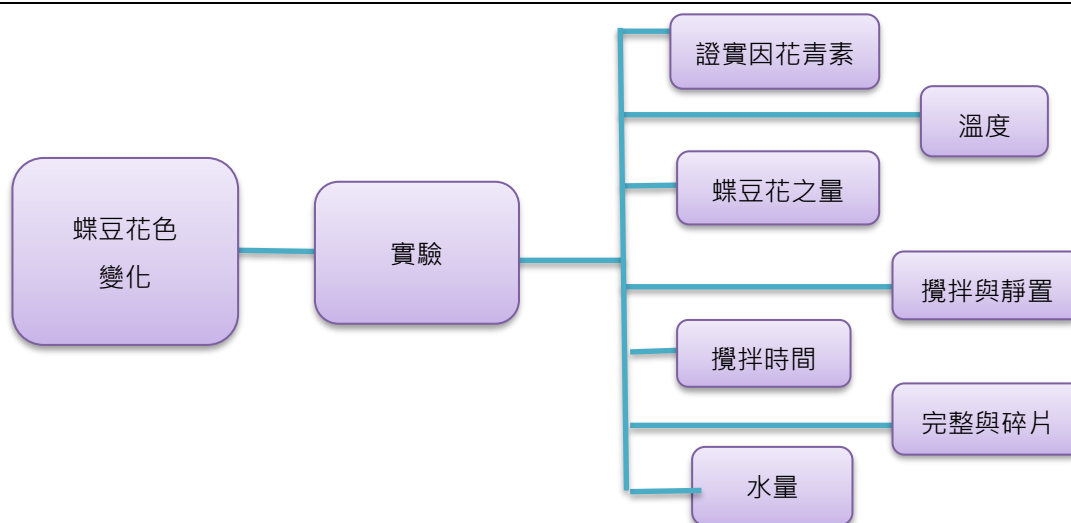 蝶豆花色
變化
實驗
證實因花青素
溫度
蝶豆花之量
攪拌與靜置
攪拌時間
完整與碎片
水量